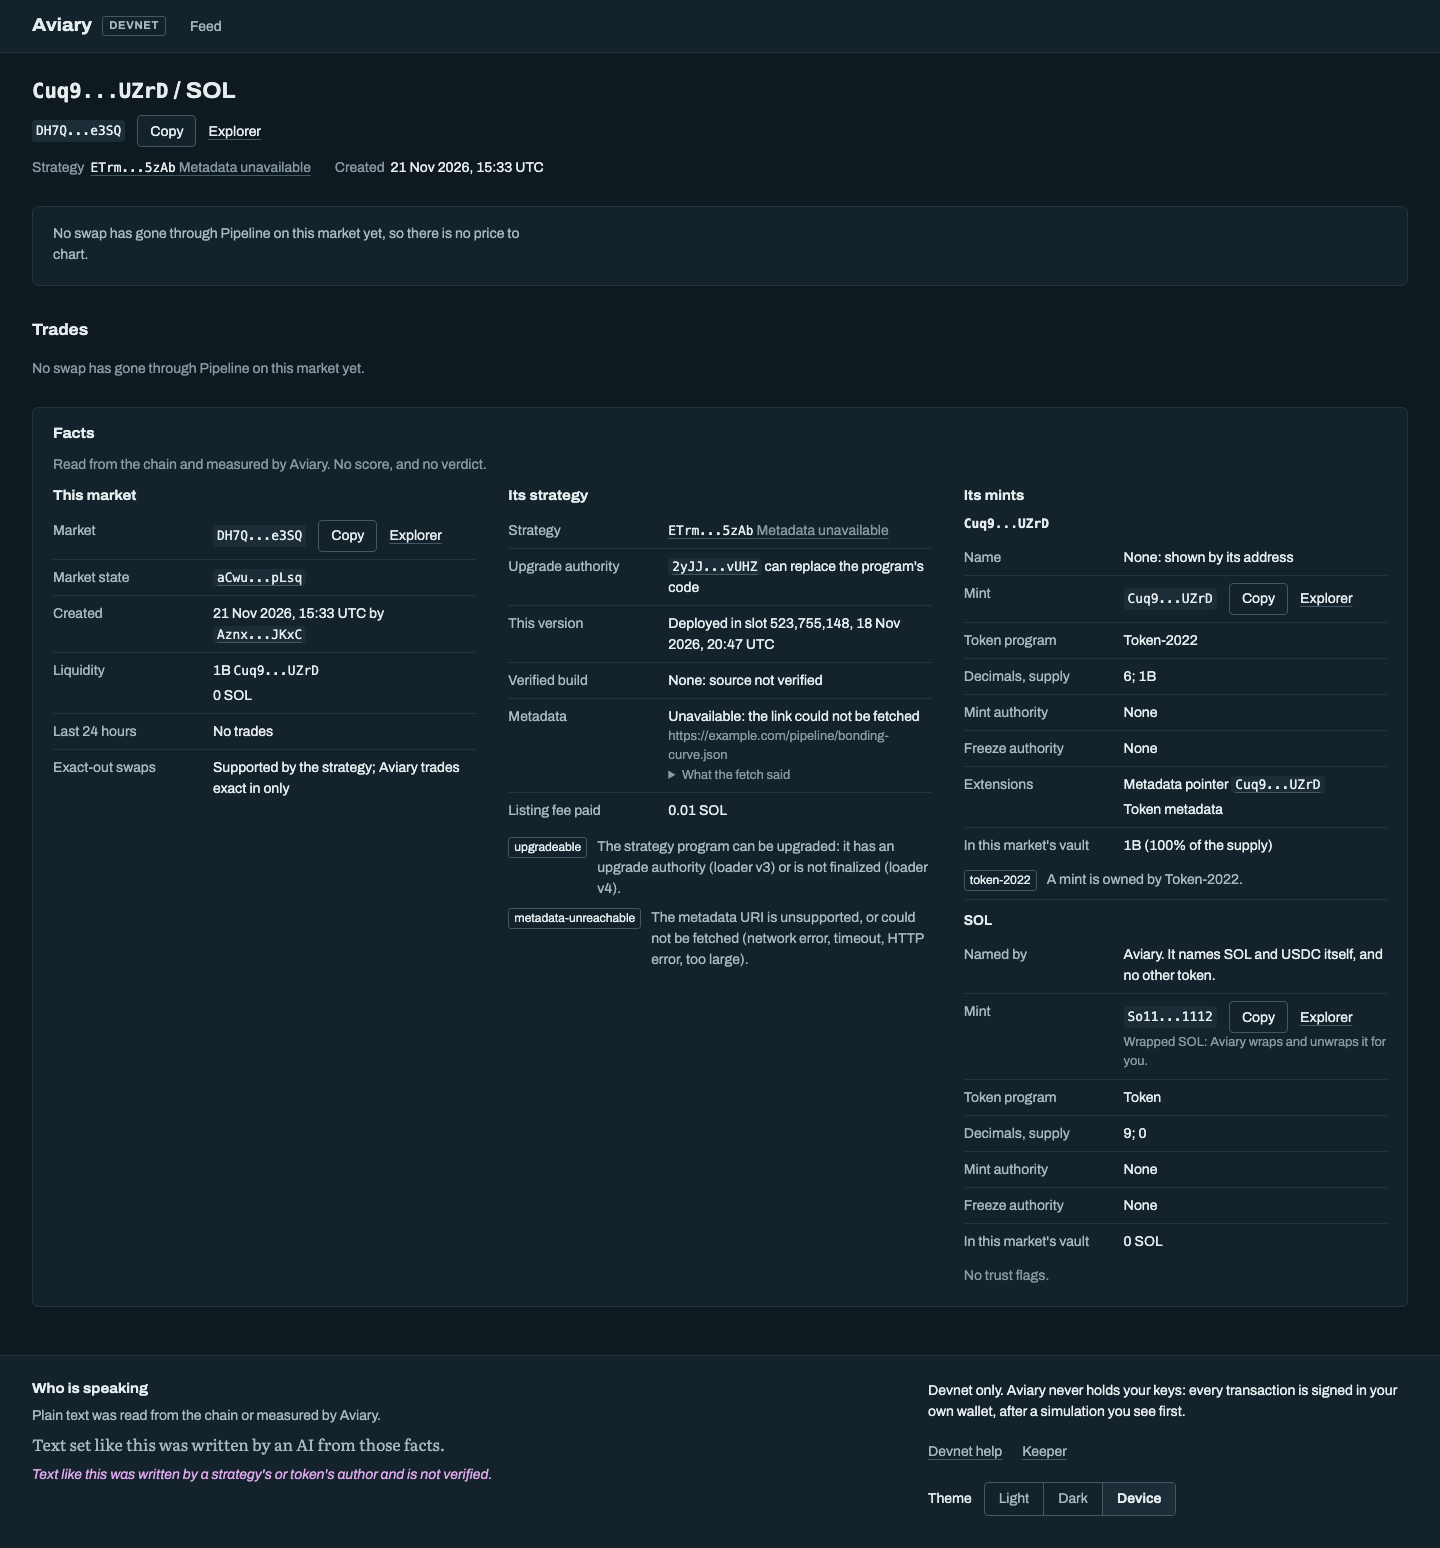 Aviary DEVNET Feed
Cuq9...UZrD / SOL
DH7Q...e3SQ Copy Explorer
Strategy ETrm...5zAb Metadata unavailable Created 21 Nov 2026, 15:33 UTC
No swap has gone through Pipeline on this market yet, so there is no price to
chart.
Trades
No swap has gone through Pipeline on this market yet.
Facts
Read from the chain and measured by Aviary. No score, and no verdict.
This market
Market DH7Q...e3SQ Copy Explorer
Market state aCwu...pLsq
Created 21 Nov 2026, 15:33 UTC by
Aznx...JKxC
Liquidity 1B Cuq9...UZrD
0 SOL
Last 24 hours No trades
Exact-out swaps Supported by the strategy; Aviary trades
exact in only
Its strategy
Strategy ETrm...5zAb Metadata unavailable
Upgrade authority 2yJJ...vUHZ can replace the program's
code
This version Deployed in slot 523,755,148, 18 Nov
2026, 20:47 UTC
Verified build None: source not verified
Metadata Unavailable: the link could not be fetched
https://example.com/pipeline/bonding-
curve.json
▶ What the fetch said
Listing fee paid 0.01 SOL
upgradeable The strategy program can be upgraded: it has an
upgrade authority (loader v3) or is not finalized (loader
v4).
metadata-unreachable The metadata URI is unsupported, or could
not be fetched (network error, timeout, HTTP
error, too large).
Its mints
Cuq9...UZrD
Name None: shown by its address
Mint Cuq9...UZrD Copy Explorer
Token program Token-2022
Decimals, supply 6; 1B
Mint authority None
Freeze authority None
Extensions Metadata pointer Cuq9...UZrD
Token metadata
In this market's vault 1B (100% of the supply)
token-2022 A mint is owned by Token-2022.
SOL
Named by Aviary. It names SOL and USDC itself, and
no other token.
Mint So11...1112 Copy Explorer
Wrapped SOL: Aviary wraps and unwraps it for
you.
Token program Token
Decimals, supply 9; 0
Mint authority None
Freeze authority None
In this market's vault 0 SOL
No trust flags.
Who is speaking
Plain text was read from the chain or measured by Aviary.
Text set like this was written by an AI from those facts.
Text like this was written by a strategy's or token's author and is not verified.
Devnet only. Aviary never holds your keys: every transaction is signed in your
own wallet, after a simulation you see first.
Devnet help Keeper
Theme Light Dark Device